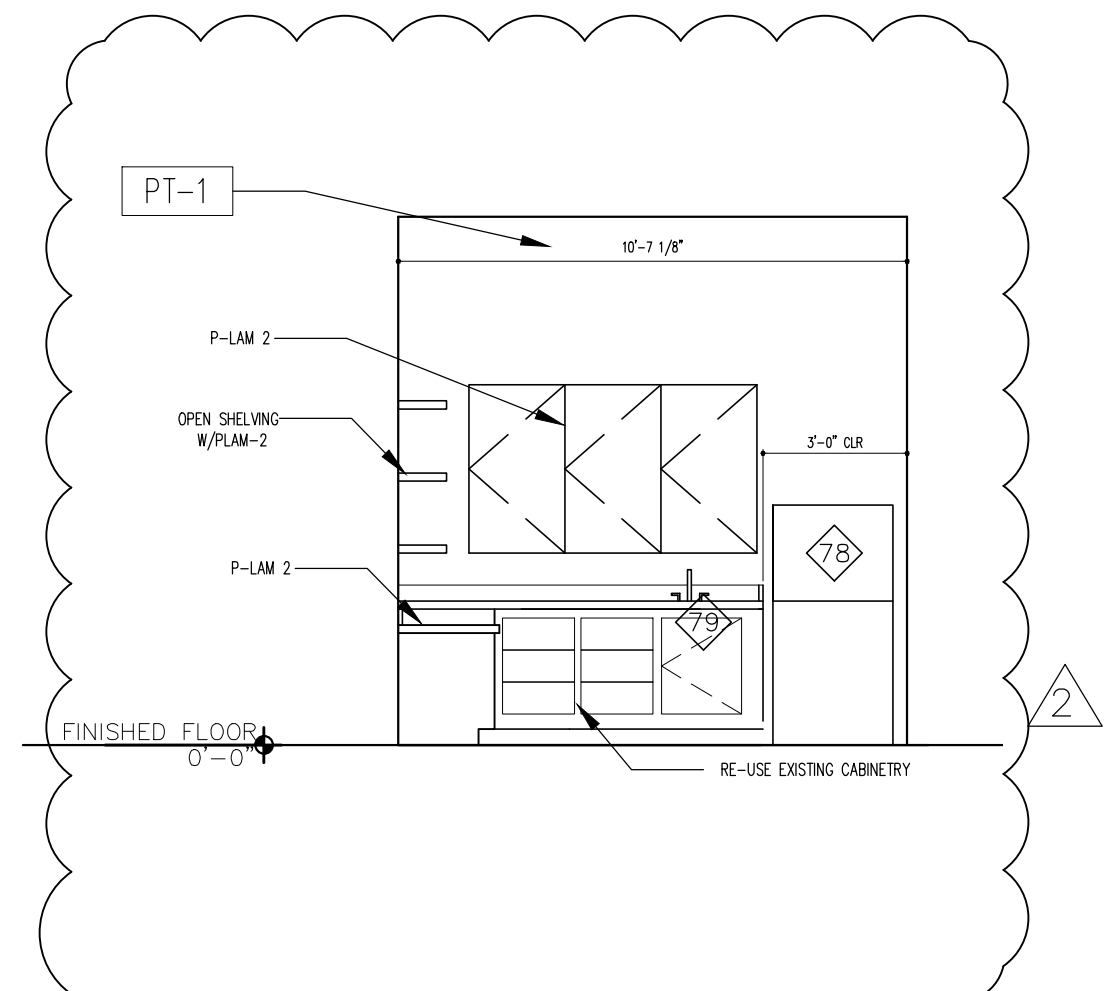 PT-1
10'-7 1/8"
P-LAM 2
OPEN SHELVING
W/PLAM-2
3'-0" CLR
78
P-LAM 2
79
2
FINISHED FLOOR
0'-0"
RE-USE EXISTING CABINETRY